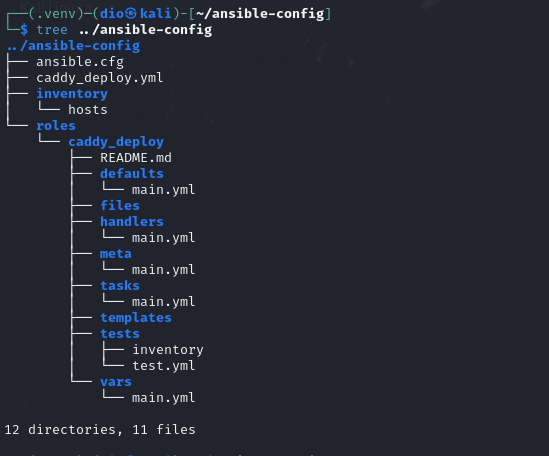 ┌──(.venv)─(dio㉿kali)-[~/ansible-config]
└─$ tree ../ansible-config
../ansible-config
├── ansible.cfg
├── caddy_deploy.yml
├── inventory
│   └── hosts
└── roles
    └── caddy_deploy
        ├── README.md
        ├── defaults
        │   └── main.yml
        ├── files
        ├── handlers
        │   └── main.yml
        ├── meta
        │   └── main.yml
        ├── tasks
        │   └── main.yml
        ├── templates
        ├── tests
        │   ├── inventory
        │   └── test.yml
        └── vars
            └── main.yml
12 directories, 11 files